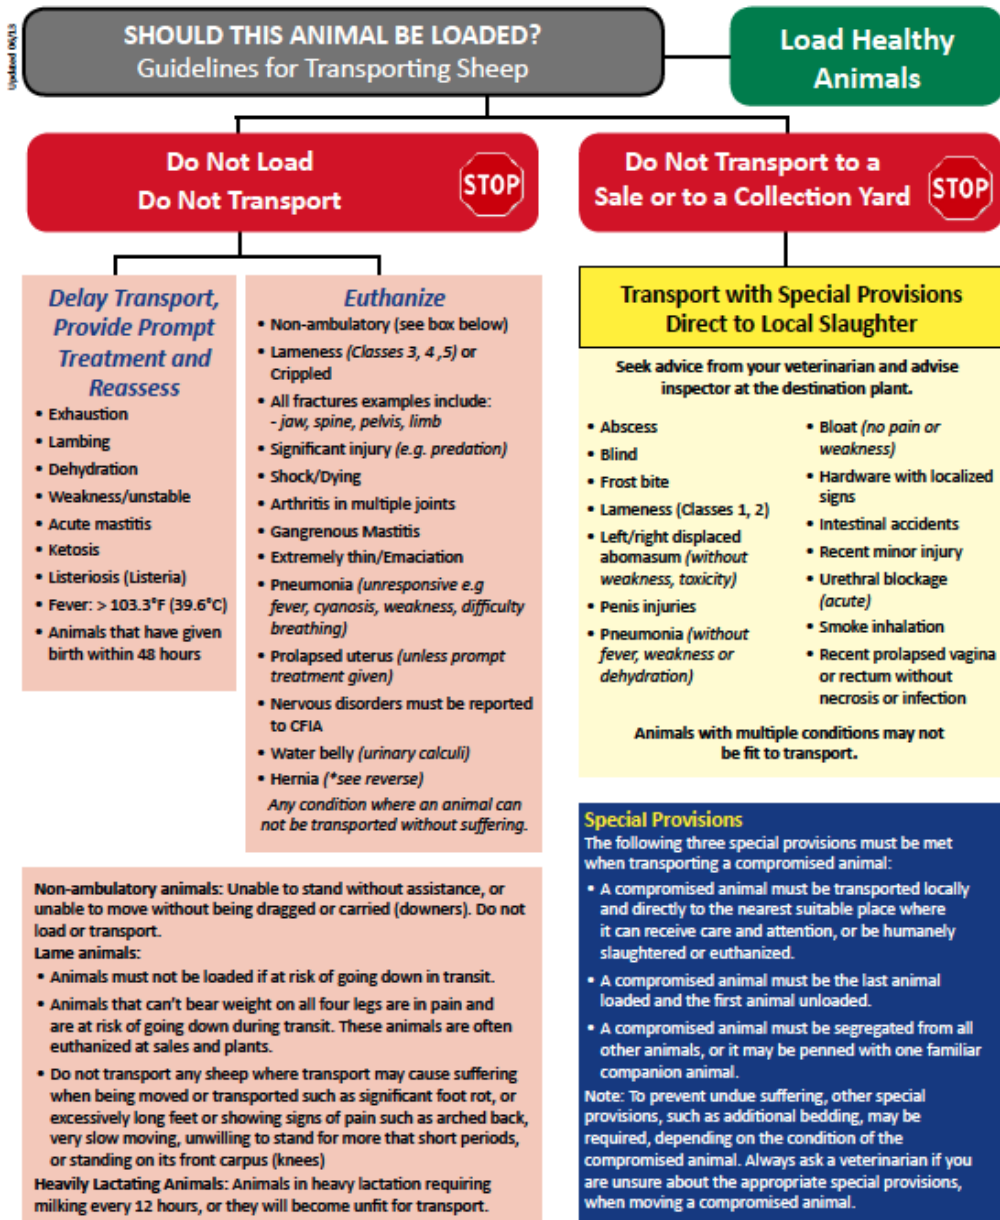 Updated 06/13
SHOULD THIS ANIMAL BE LOADED?
Guidelines for Transporting Sheep
Load Healthy
Animals
Do Not Load
Do Not Transport
STOP
Do Not Transport to a
Sale or to a Collection Yard
STOP
Delay Transport,
Provide Prompt
Treatment and
Reassess
• Exhaustion
• Lambing
• Dehydration
• Weakness/unstable
• Acute mastitis
• Ketosis
• Listeriosis (Listeria)
• Fever: > 103.3°F (39.6°C)
• Animals that have given
birth within 48 hours
Euthanize
• Non-ambulatory (see box below)
• Lameness (Classes 3, 4 ,5) or
Crippled
• All fractures examples include:
- jaw, spine, pelvis, limb
• Significant injury (e.g. predation)
• Shock/Dying
• Arthritis in multiple joints
• Gangrenous Mastitis
• Extremely thin/Emaciation
• Pneumonia (unresponsive e.g
fever, cyanosis, weakness, difficulty
breathing)
• Prolapsed uterus (unless prompt
treatment given)
• Nervous disorders must be reported
to CFIA
• Water belly (urinary calculi)
• Hernia (*see reverse)
Any condition where an animal can
not be transported without suffering.
Transport with Special Provisions
Direct to Local Slaughter
Seek advice from your veterinarian and advise
inspector at the destination plant.
• Abscess
• Blind
• Frost bite
• Lameness (Classes 1, 2)
• Left/right displaced
abomasum (without
weakness, toxicity)
• Penis injuries
• Pneumonia (without
fever, weakness or
dehydration)
• Bloat (no pain or
weakness)
• Hardware with localized
signs
• Intestinal accidents
• Recent minor injury
• Urethral blockage
(acute)
• Smoke inhalation
• Recent prolapsed vagina
or rectum without
necrosis or infection
Animals with multiple conditions may not
be fit to transport.
Non-ambulatory animals: Unable to stand without assistance, or
unable to move without being dragged or carried (downers). Do not
load or transport.
Lame animals:
• Animals must not be loaded if at risk of going down in transit.
• Animals that can't bear weight on all four legs are in pain and
are at risk of going down during transit. These animals are often
euthanized at sales and plants.
• Do not transport any sheep where transport may cause suffering
when being moved or transported such as significant foot rot, or
excessively long feet or showing signs of pain such as arched back,
very slow moving, unwilling to stand for more that short periods,
or standing on its front carpus (knees)
Heavily Lactating Animals: Animals in heavy lactation requiring
milking every 12 hours, or they will become unfit for transport.
Special Provisions
The following three special provisions must be met
when transporting a compromised animal:
• A compromised animal must be transported locally
and directly to the nearest suitable place where
it can receive care and attention, or be humanely
slaughtered or euthanized.
• A compromised animal must be the last animal
loaded and the first animal unloaded.
• A compromised animal must be segregated from all
other animals, or it may be penned with one familiar
companion animal.
Note: To prevent undue suffering, other special
provisions, such as additional bedding, may be
required, depending on the condition of the
compromised animal. Always ask a veterinarian if you
are unsure about the appropriate special provisions,
when moving a compromised animal.